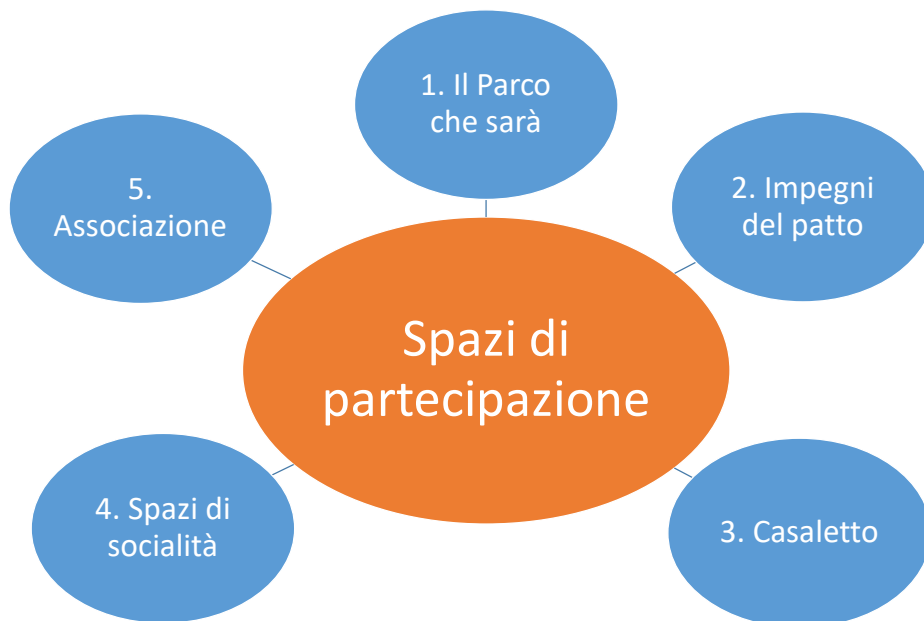 1. Il Parco
che sarà
2. Impegni
del patto
3. Casaletto
4. Spazi di
socialità
5.
Associazione
Spazi di
partecipazione